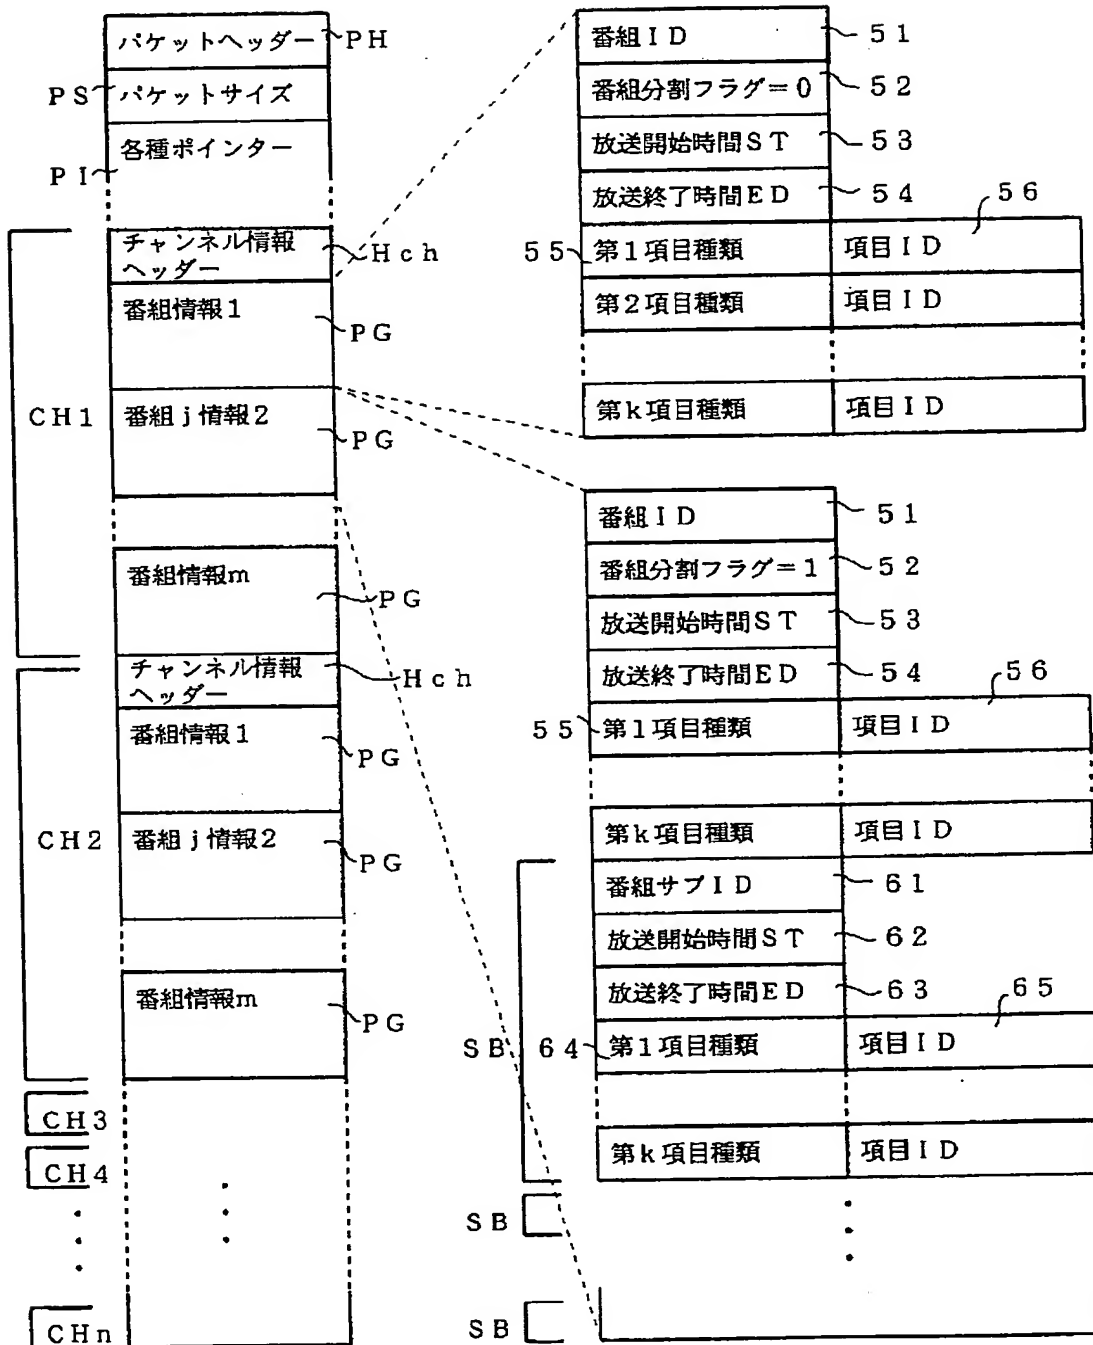 パケットヘッダー PH
PS パケットサイズ
各種ポインター
PI
CH1
チャンネル情報
ヘッダー
Hch
番組情報1
PG
番組j情報2
PG
番組情報m
PG
CH2
チャンネル情報
ヘッダー
Hch
番組情報1
PG
番組j情報2
PG
番組情報m
PG
CH3
CH4
CHn
番組ID 51
番組分割フラグ=0 52
放送開始時間ST 53
放送終了時間ED 54
56
55 第1項目種類 項目ID
第2項目種類 項目ID
第k項目種類 項目ID
番組ID 51
番組分割フラグ=1 52
放送開始時間ST 53
放送終了時間ED 54
56
55 第1項目種類 項目ID
第k項目種類 項目ID
番組サブID 61
放送開始時間ST 62
放送終了時間ED 63
65
SB 64 第1項目種類 項目ID
第k項目種類 項目ID
SB
SB